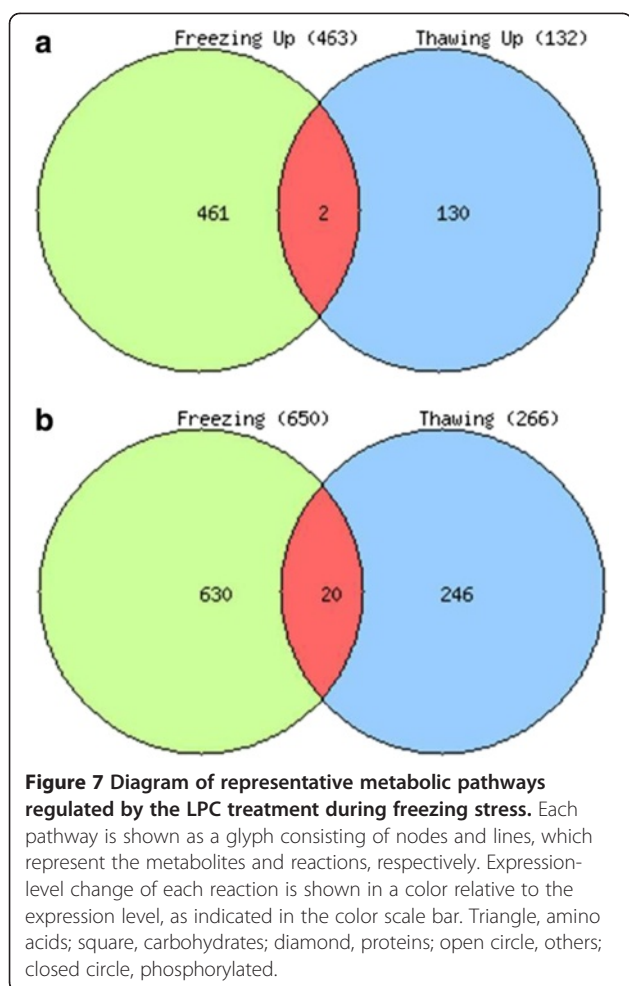 a
Freezing Up (463) Thawing Up (132)
461 2 130
b
Freezing (650) Thawing (266)
630 20 246
Figure 7 Diagram of representative metabolic pathways
regulated by the LPC treatment during freezing stress. Each
pathway is shown as a glyph consisting of nodes and lines, which
represent the metabolites and reactions, respectively. Expression-
level change of each reaction is shown in a color relative to the
expression level, as indicated in the color scale bar. Triangle, amino
acids; square, carbohydrates; diamond, proteins; open circle, others;
closed circle, phosphorylated.